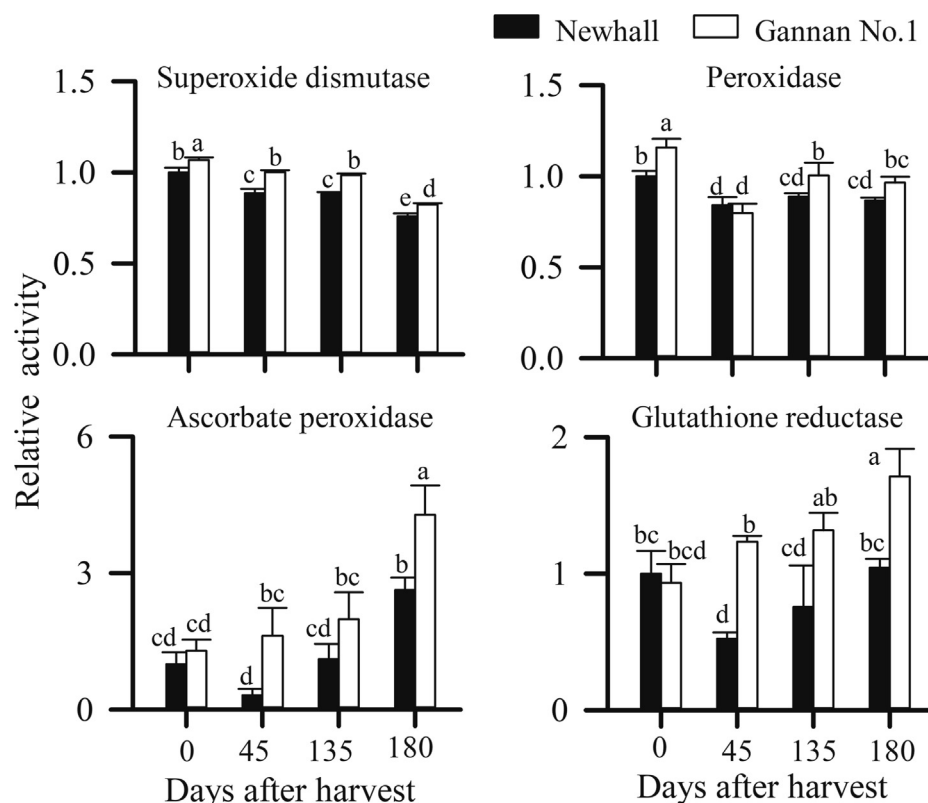 Newhall Gannan No.1
Superoxide dismutase
1.5
1.0
0.5
0.0
b a c b c b e d
Peroxidase
1.5
1.0
0.5
0.0
b a d d cd b cd bc
Relative activity
Ascorbate peroxidase
6
3
0
cd cd d bc cd bc b a
0 45 135 180
Days after harvest
Glutathione reductase
2
1
0
bc bcd d b cd ab bc a
0 45 135 180
Days after harvest